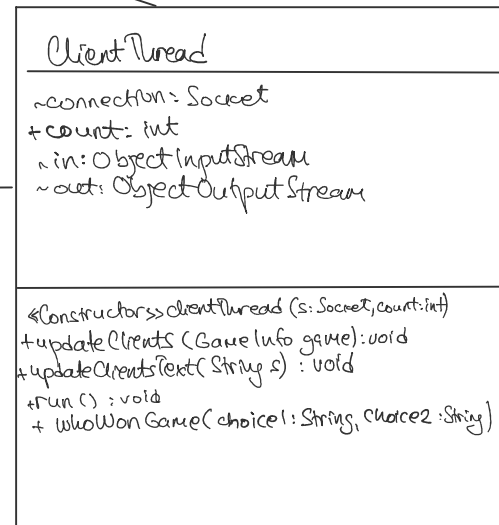 ClientThread
~connection: Socket
+count: int
~in: ObjectInputStream
~out: ObjectOutputStream
<<Constructor>> clientThread (s: Socket, count: int)
+updateClients (GameInfo game): void
+updateClientsText( String s) : void
+run () : void
+ whoWonGame( choice1: String, choice2 : String)